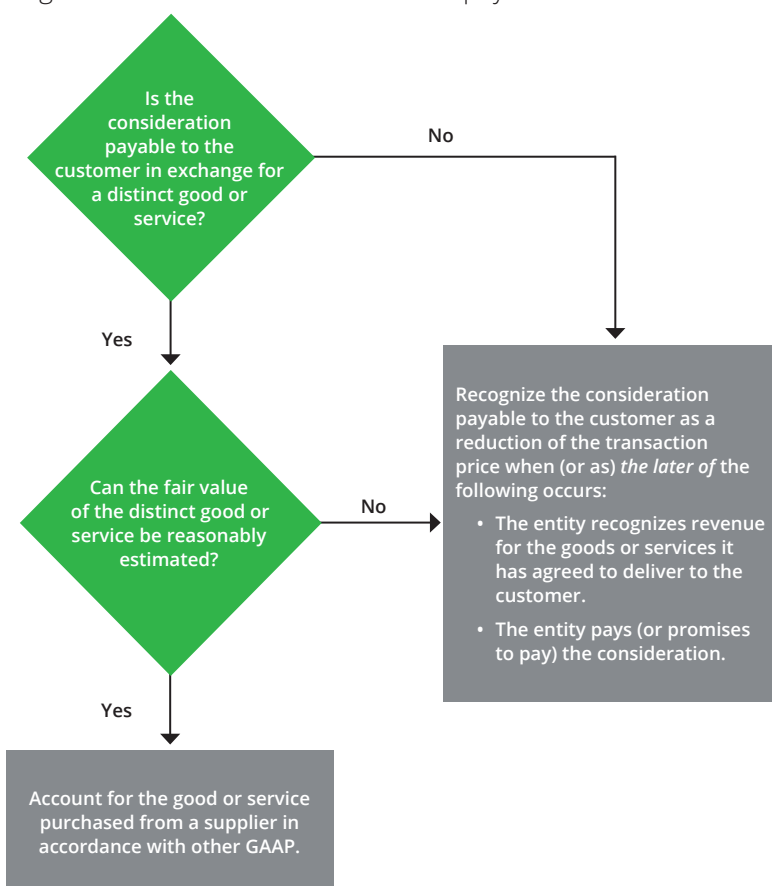 Is the
consideration
payable to the
customer in exchange for
a distinct good or
service?
No
Yes
Recognize the consideration
payable to the customer as a
reduction of the transaction
price when (or as) the later of the
following occurs:
• The entity recognizes revenue
for the goods or services it
has agreed to deliver to the
customer.
• The entity pays (or promises
to pay) the consideration.
Can the fair value
of the distinct good or
service be reasonably
estimated?
No
Yes
Account for the good or service
purchased from a supplier in
accordance with other GAAP.